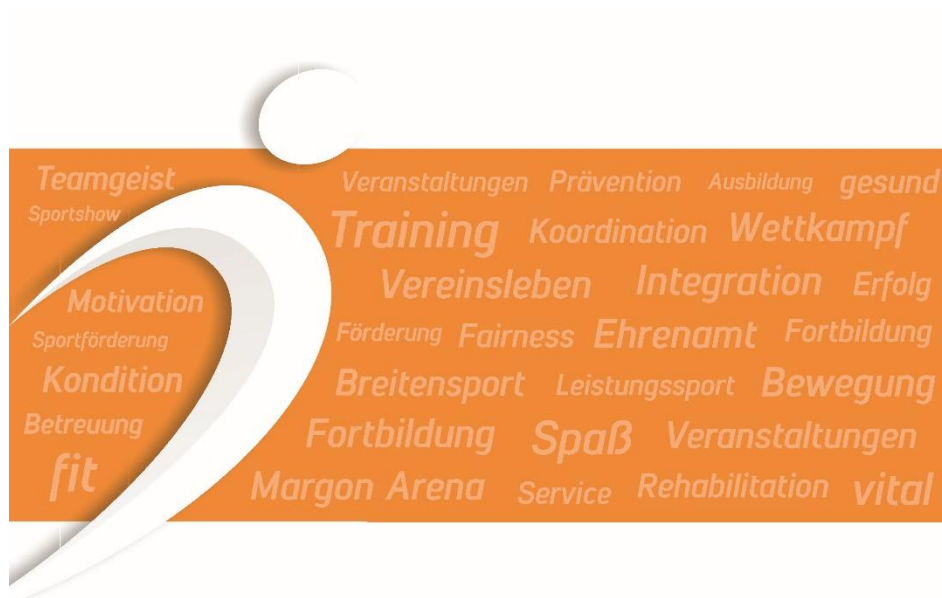 Teamgeist Veranstaltungen Prävention Ausbildung gesund
Sportshow Training Koordination Wettkampf
Motivation Vereinsleben Integration Erfolg
Sportförderung Förderung Fairness Ehrenamt Fortbildung
Kondition Breitensport Leistungssport Bewegung
Betreuung Fortbildung Spaß Veranstaltungen
fit Margon Arena Service Rehabilitation vital